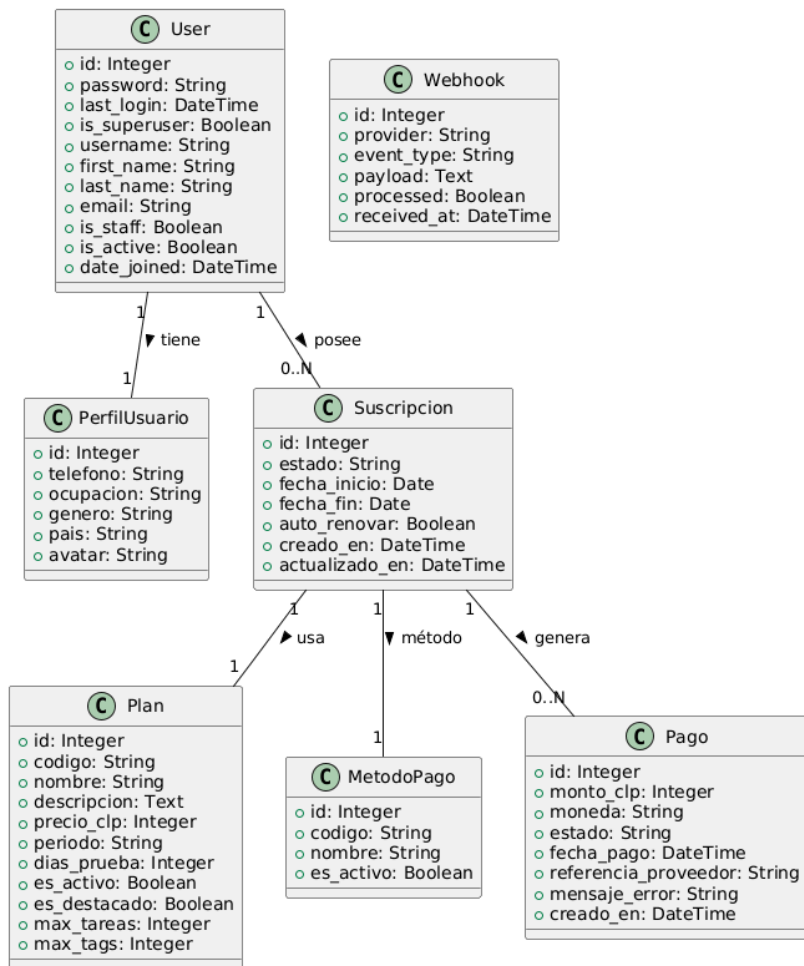 C User
id: Integer
password: String
last_login: DateTime
is_superuser: Boolean
username: String
first_name: String
last_name: String
email: String
is_staff: Boolean
is_active: Boolean
date_joined: DateTime
C Webhook
id: Integer
provider: String
event_type: String
payload: Text
processed: Boolean
received_at: DateTime
1
tiene
1
1
posee
0..N
C PerfilUsuario
id: Integer
telefono: String
ocupacion: String
genero: String
pais: String
avatar: String
C Suscripcion
id: Integer
estado: String
fecha_inicio: Date
fecha_fin: Date
auto_renovar: Boolean
creado_en: DateTime
actualizado_en: DateTime
1
usa
1
1
método
1
1
genera
0..N
C Plan
id: Integer
codigo: String
nombre: String
descripcion: Text
precio_clp: Integer
periodo: String
dias_prueba: Integer
es_activo: Boolean
es_destacado: Boolean
max_tareas: Integer
max_tags: Integer
C MetodoPago
id: Integer
codigo: String
nombre: String
es_activo: Boolean
C Pago
id: Integer
monto_clp: Integer
moneda: String
estado: String
fecha_pago: DateTime
referencia_proveedor: String
mensaje_error: String
creado_en: DateTime